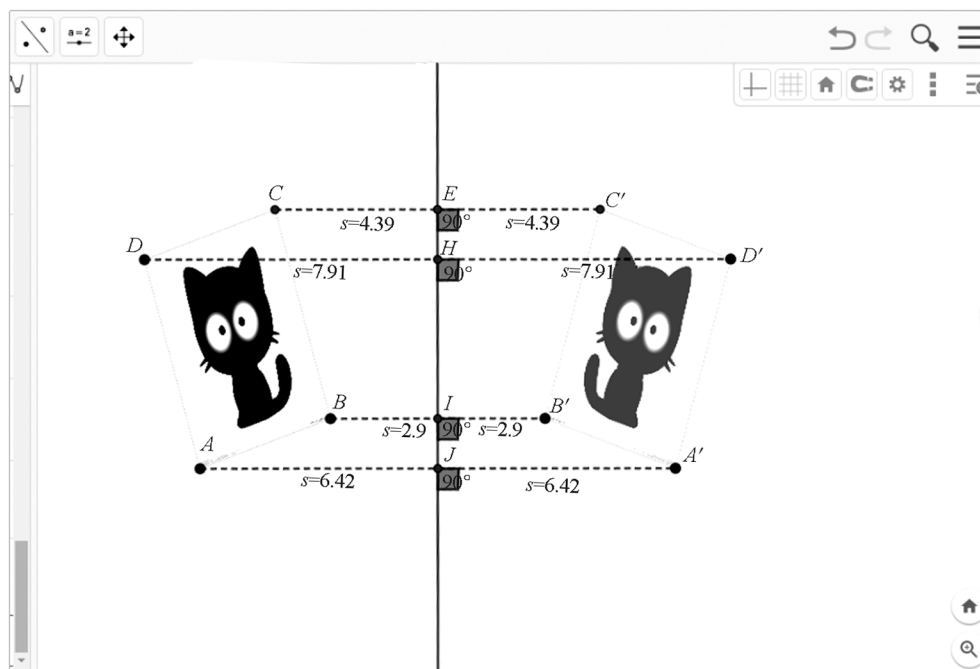 a=2
C E C′
s=4.39 90° s=4.39
D H D′
s=7.91 90° s=7.91
B I B′
s=2.9 90° s=2.9
A J A′
s=6.42 90° s=6.42